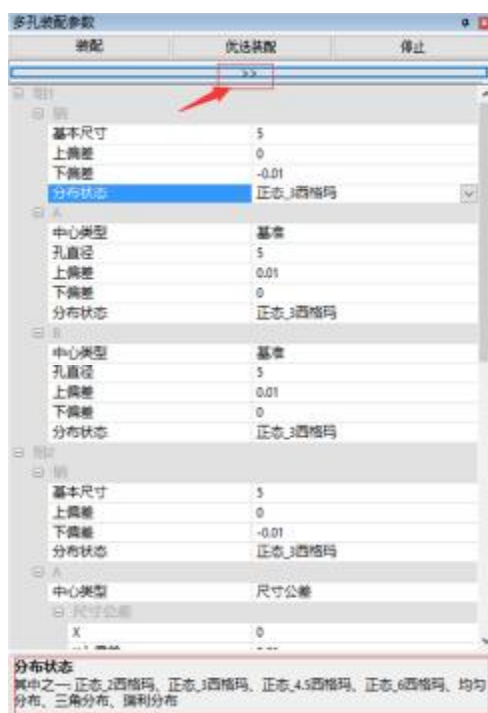 多孔装配参数
装配 优选装配 停止
>>
组1
销
基本尺寸 5
上偏差 0
下偏差 -0.01
分布状态 正态_3西格玛
A
中心类型 基准
孔直径 5
上偏差 0.01
下偏差 0
分布状态 正态_3西格玛
B
中心类型 基准
孔直径 5
上偏差 0.01
下偏差 0
分布状态 正态_3西格玛
组2
销
基本尺寸 5
上偏差 0
下偏差 -0.01
分布状态 正态_3西格玛
A
中心类型 尺寸公差
尺寸公差
X 0
分布状态
其中之一: 正态_2西格玛、正态_3西格玛、正态_4.5西格玛、正态_6西格玛、均匀
分布、三角分布、瑞利分布